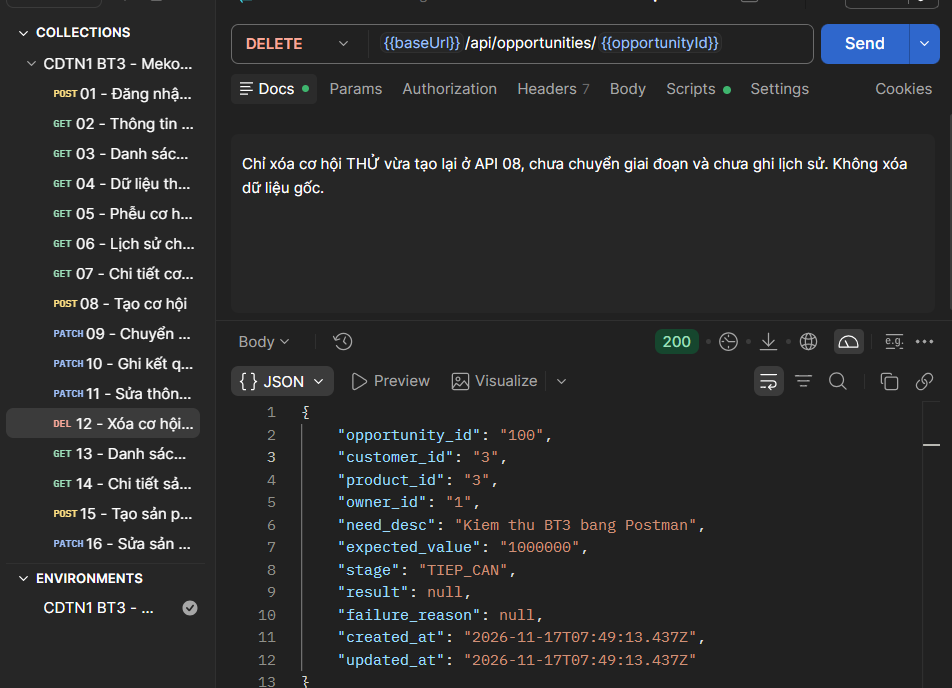 COLLECTIONS
CDTN1 BT3 - Meko...
POST 01 - Đăng nhậ...
GET 02 - Thông tin ...
GET 03 - Danh sác...
GET 04 - Dữ liệu th...
GET 05 - Phễu cơ h...
GET 06 - Lịch sử ch...
GET 07 - Chi tiết cơ...
POST 08 - Tạo cơ hội
PATCH 09 - Chuyển ...
PATCH 10 - Ghi kết q...
PATCH 11 - Sửa thôn...
DEL 12 - Xóa cơ hội...
GET 13 - Danh sác...
GET 14 - Chi tiết sả...
POST 15 - Tạo sản p...
PATCH 16 - Sửa sản ...
ENVIRONMENTS
CDTN1 BT3 - ...
DELETE {{baseUrl}} /api/opportunities/ {{opportunityId}} Send
Docs Params Authorization Headers 7 Body Scripts Settings Cookies
Chỉ xóa cơ hội THỬ vừa tạo lại ở API 08, chưa chuyển giai đoạn và chưa ghi lịch sử. Không xóa
dữ liệu gốc.
Body 200 e.g.
{} JSON Preview Visualize
1 {
2 "opportunity_id": "100",
3 "customer_id": "3",
4 "product_id": "3",
5 "owner_id": "1",
6 "need_desc": "Kiem thu BT3 bang Postman",
7 "expected_value": "1000000",
8 "stage": "TIEP_CAN",
9 "result": null,
10 "failure_reason": null,
11 "created_at": "2026-11-17T07:49:13.437Z",
12 "updated_at": "2026-11-17T07:49:13.437Z"
13 }